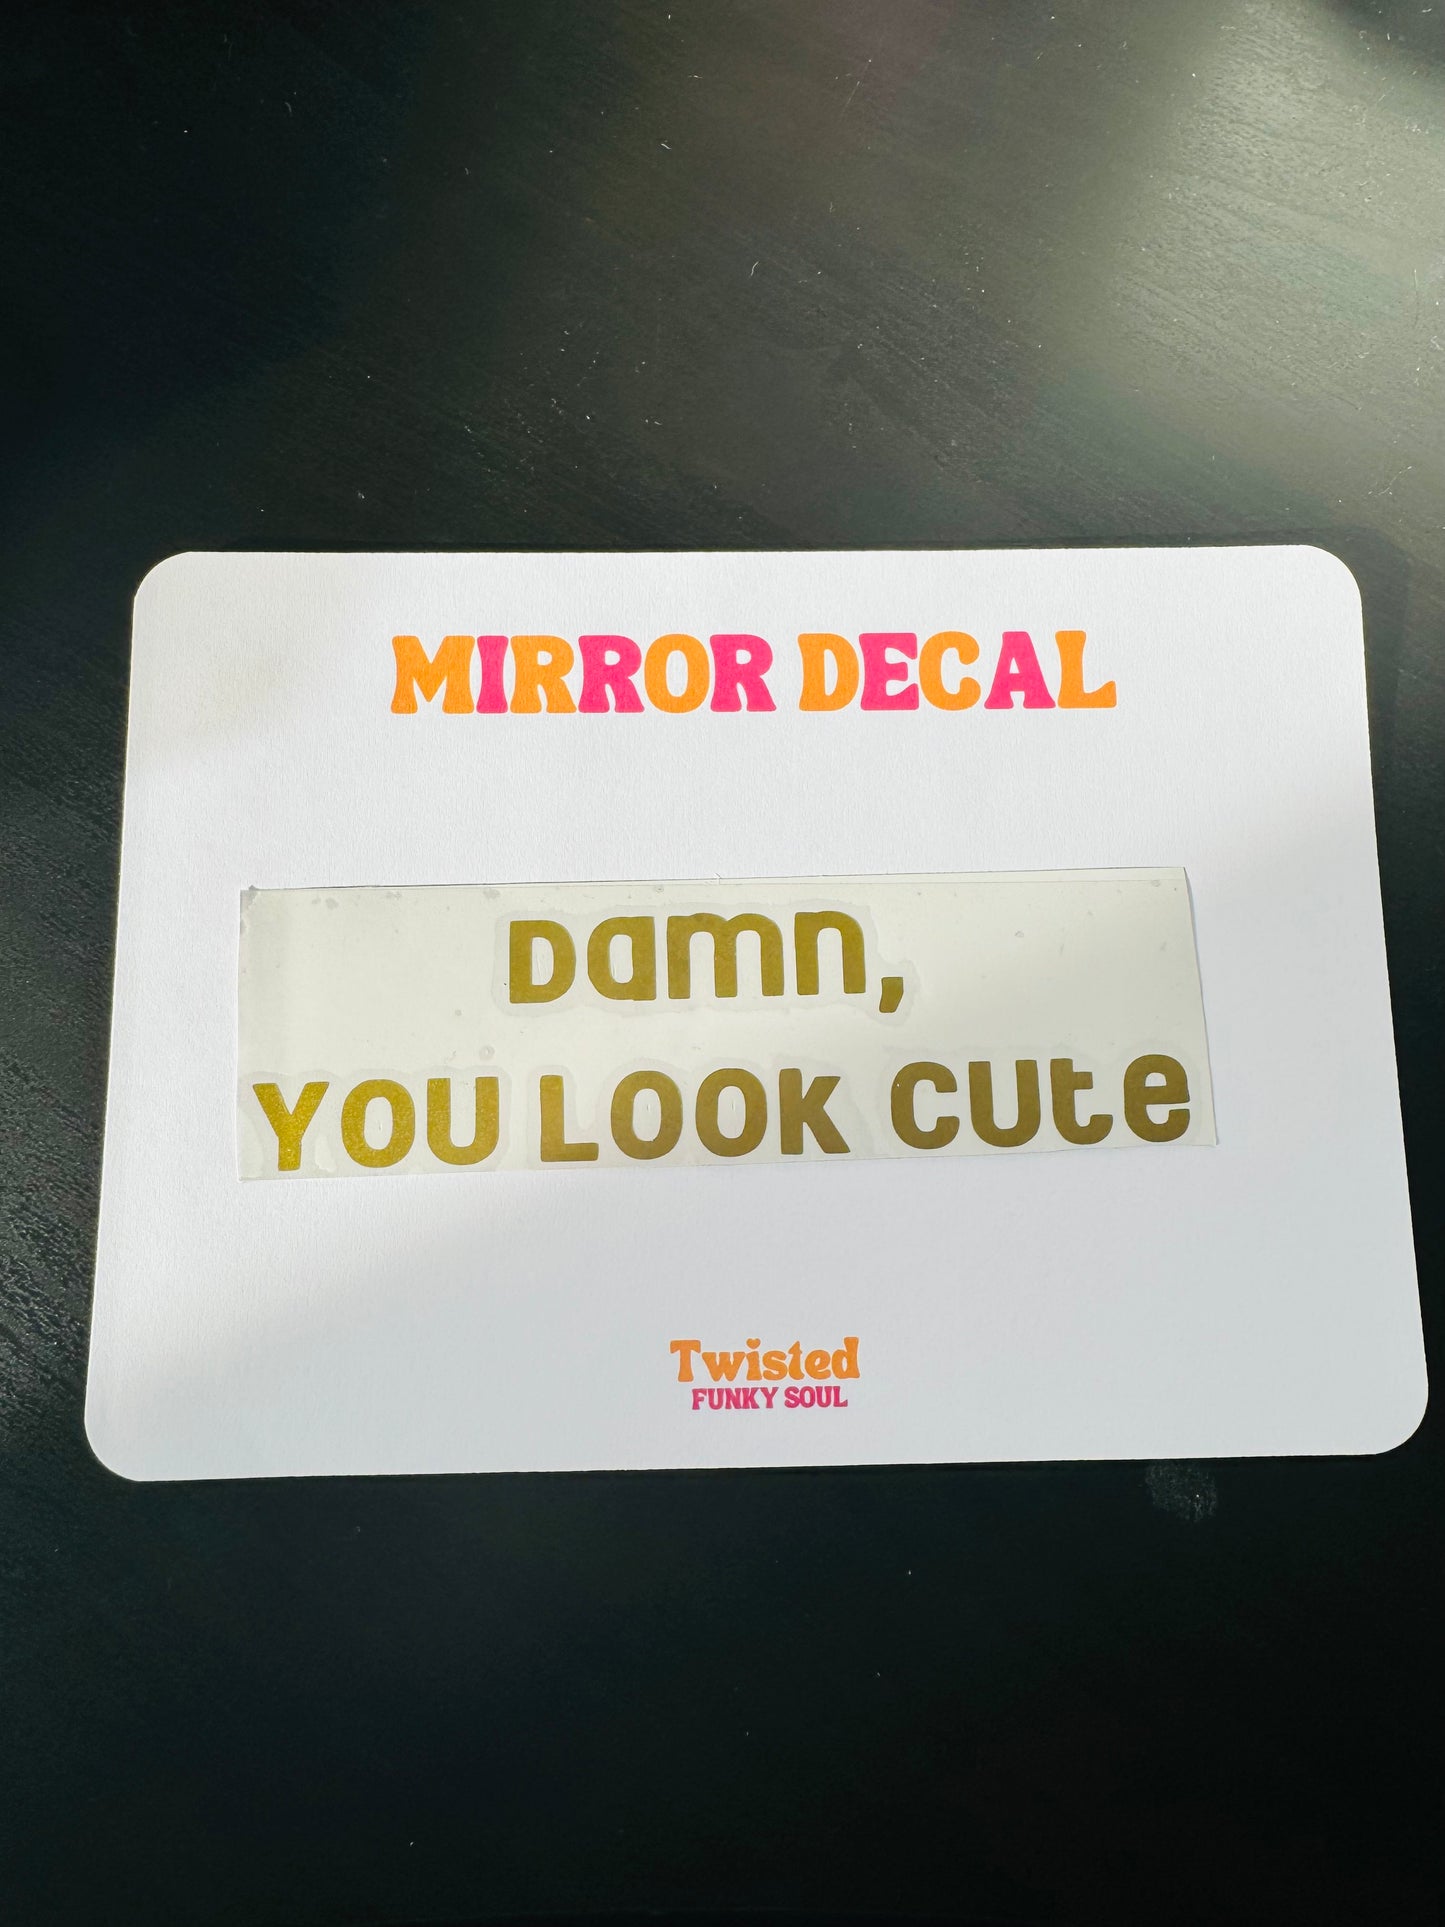 MIRROR DECAL
Damn,
YOU LOOK CUte
Twisted
FUNKY SOUL